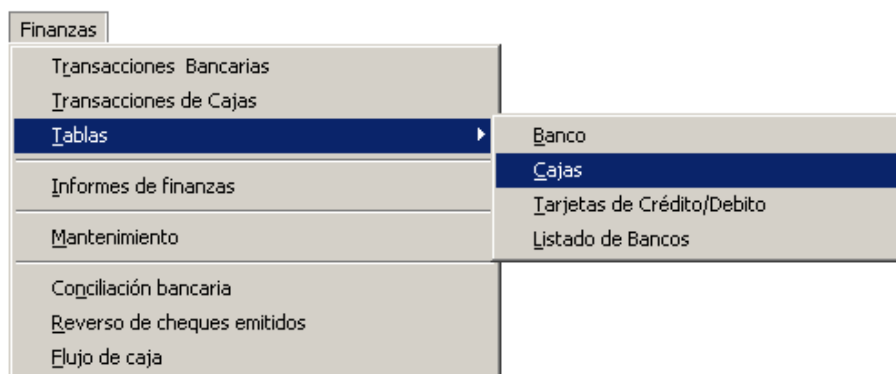 Finanzas
Transacciones Bancarias
Transacciones de Cajas
Tablas
Banco
Cajas
Tarjetas de Crédito/Debito
Listado de Bancos
Informes de finanzas
Mantenimiento
Conciliación bancaria
Reverso de cheques emitidos
Flujo de caja